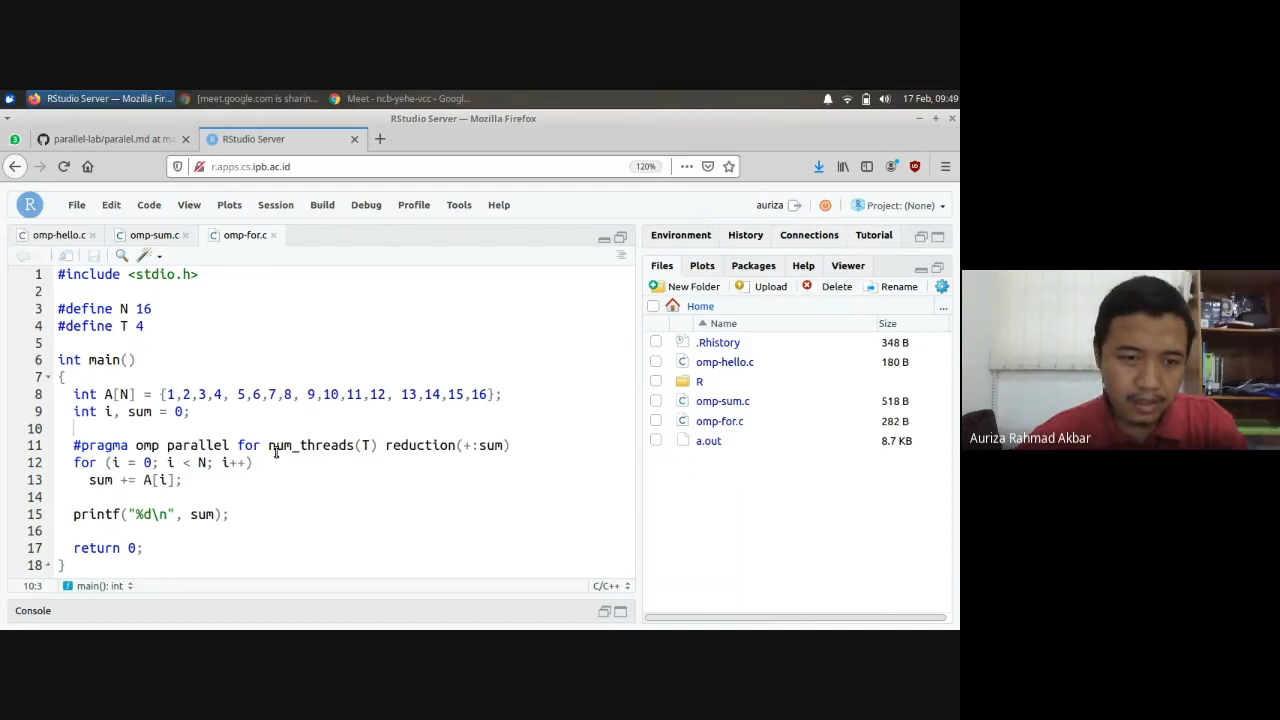 RStudio Server — Mozilla Fir...
[meet.google.com is sharin...
Meet - ncb-yehe-vcc - Googl...
17 Feb, 09:49
RStudio Server — Mozilla Firefox
3
parallel-lab/paralel.md at ma
RStudio Server
r.apps.cs.ipb.ac.id
120%
R
File Edit Code View Plots Session Build Debug Profile Tools Help
auriza
Project: (None)
omp-hello.c
omp-sum.c
omp-for.c
1 #include <stdio.h>
2
3 #define N 16
4 #define T 4
5
6 int main()
7 {
8 int A[N] = {1,2,3,4, 5,6,7,8, 9,10,11,12, 13,14,15,16};
9 int i, sum = 0;
10
11 #pragma omp parallel for num_threads(T) reduction(+:sum)
12 for (i = 0; i < N; i++)
13 sum += A[i];
14
15 printf("%d\n", sum);
16
17 return 0;
18 }
10:3 main(): int C/C++
Console
Environment History Connections Tutorial
Files Plots Packages Help Viewer
New Folder Upload Delete Rename
Home ...
Name Size
.Rhistory 348 B
omp-hello.c 180 B
R
omp-sum.c 518 B
omp-for.c 282 B
a.out 8.7 KB
Auriza Rahmad Akbar